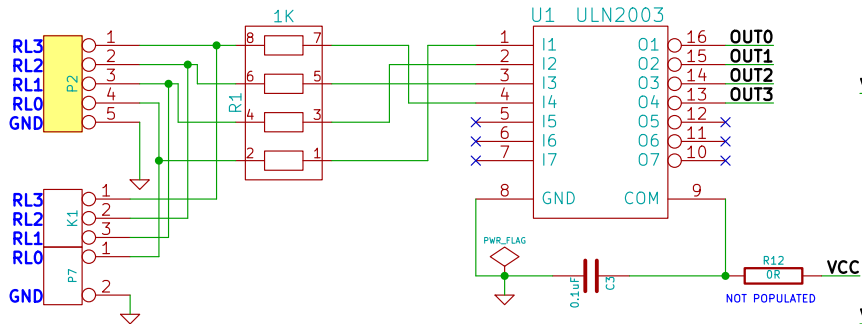 1K
U1 ULN2003
RL3 1 8 7 1 I1 O1 16 OUT0
RL2 2 2 I2 O2 15 OUT1
RL1 3 6 5 3 I3 O3 14 OUT2
RL0 4 4 I4 O4 13 OUT3
GND 5 4 3 5 I5 O5 12
P2
R1
6 I6 O6 11
2 1 7 I7 O7 10
RL3 1 8 GND COM 9
RL2 2
RL1 3
RL0 1
K1
P7
GND 2
PWR_FLAG
0.1uF
C3
R12
0R
VCC
NOT POPULATED